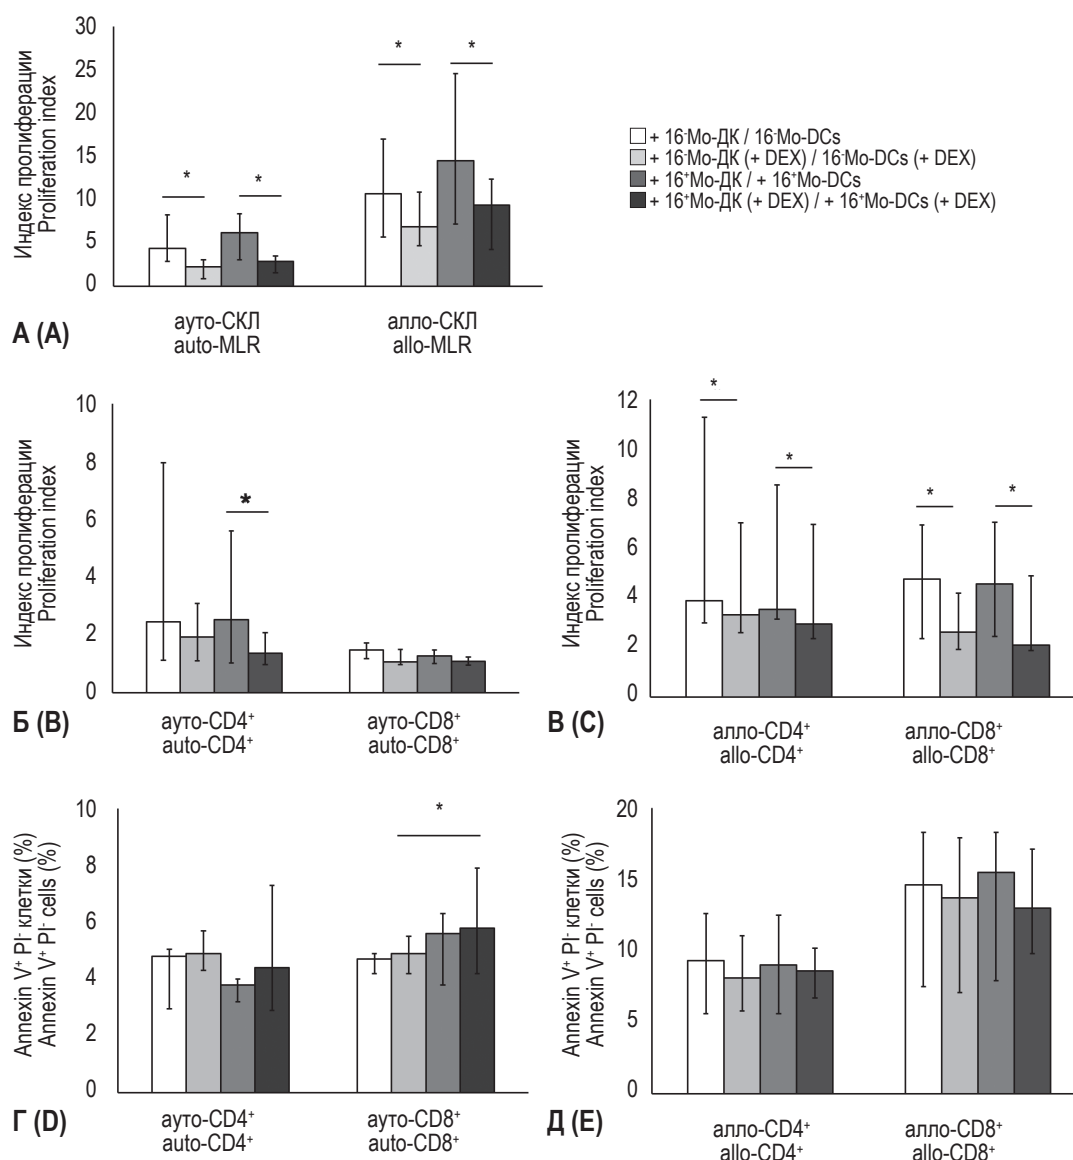 Индекс пролиферации
Proliferation index
30
25
20
15
10
5
0
*
*
*
*
ауто-СКЛ
auto-MLR
алло-СКЛ
allo-MLR
А (A)
+ 16⁻Мо-ДК / 16⁻Mo-DCs
+ 16⁻Мо-ДК (+ DEX) / 16⁻Mo-DCs (+ DEX)
+ 16⁺Мо-ДК / + 16⁺Mo-DCs
+ 16⁺Мо-ДК (+ DEX) / + 16⁺Mo-DCs (+ DEX)
Индекс пролиферации
Proliferation index
10
8
6
4
2
0
*
ауто-CD4⁺
auto-CD4⁺
ауто-CD8⁺
auto-CD8⁺
Б (B)
Индекс пролиферации
Proliferation index
12
10
8
6
4
2
0
*
*
*
*
алло-CD4⁺
allo-CD4⁺
алло-CD8⁺
allo-CD8⁺
В (C)
Annexin V⁺ PI⁻ клетки (%)
Annexin V⁺ PI⁻ cells (%)
10
8
6
4
2
0
*
ауто-CD4⁺
auto-CD4⁺
ауто-CD8⁺
auto-CD8⁺
Г (D)
Annexin V⁺ PI⁻ клетки (%)
Annexin V⁺ PI⁻ cells (%)
20
15
10
5
0
алло-CD4⁺
allo-CD4⁺
алло-CD8⁺
allo-CD8⁺
Д (E)